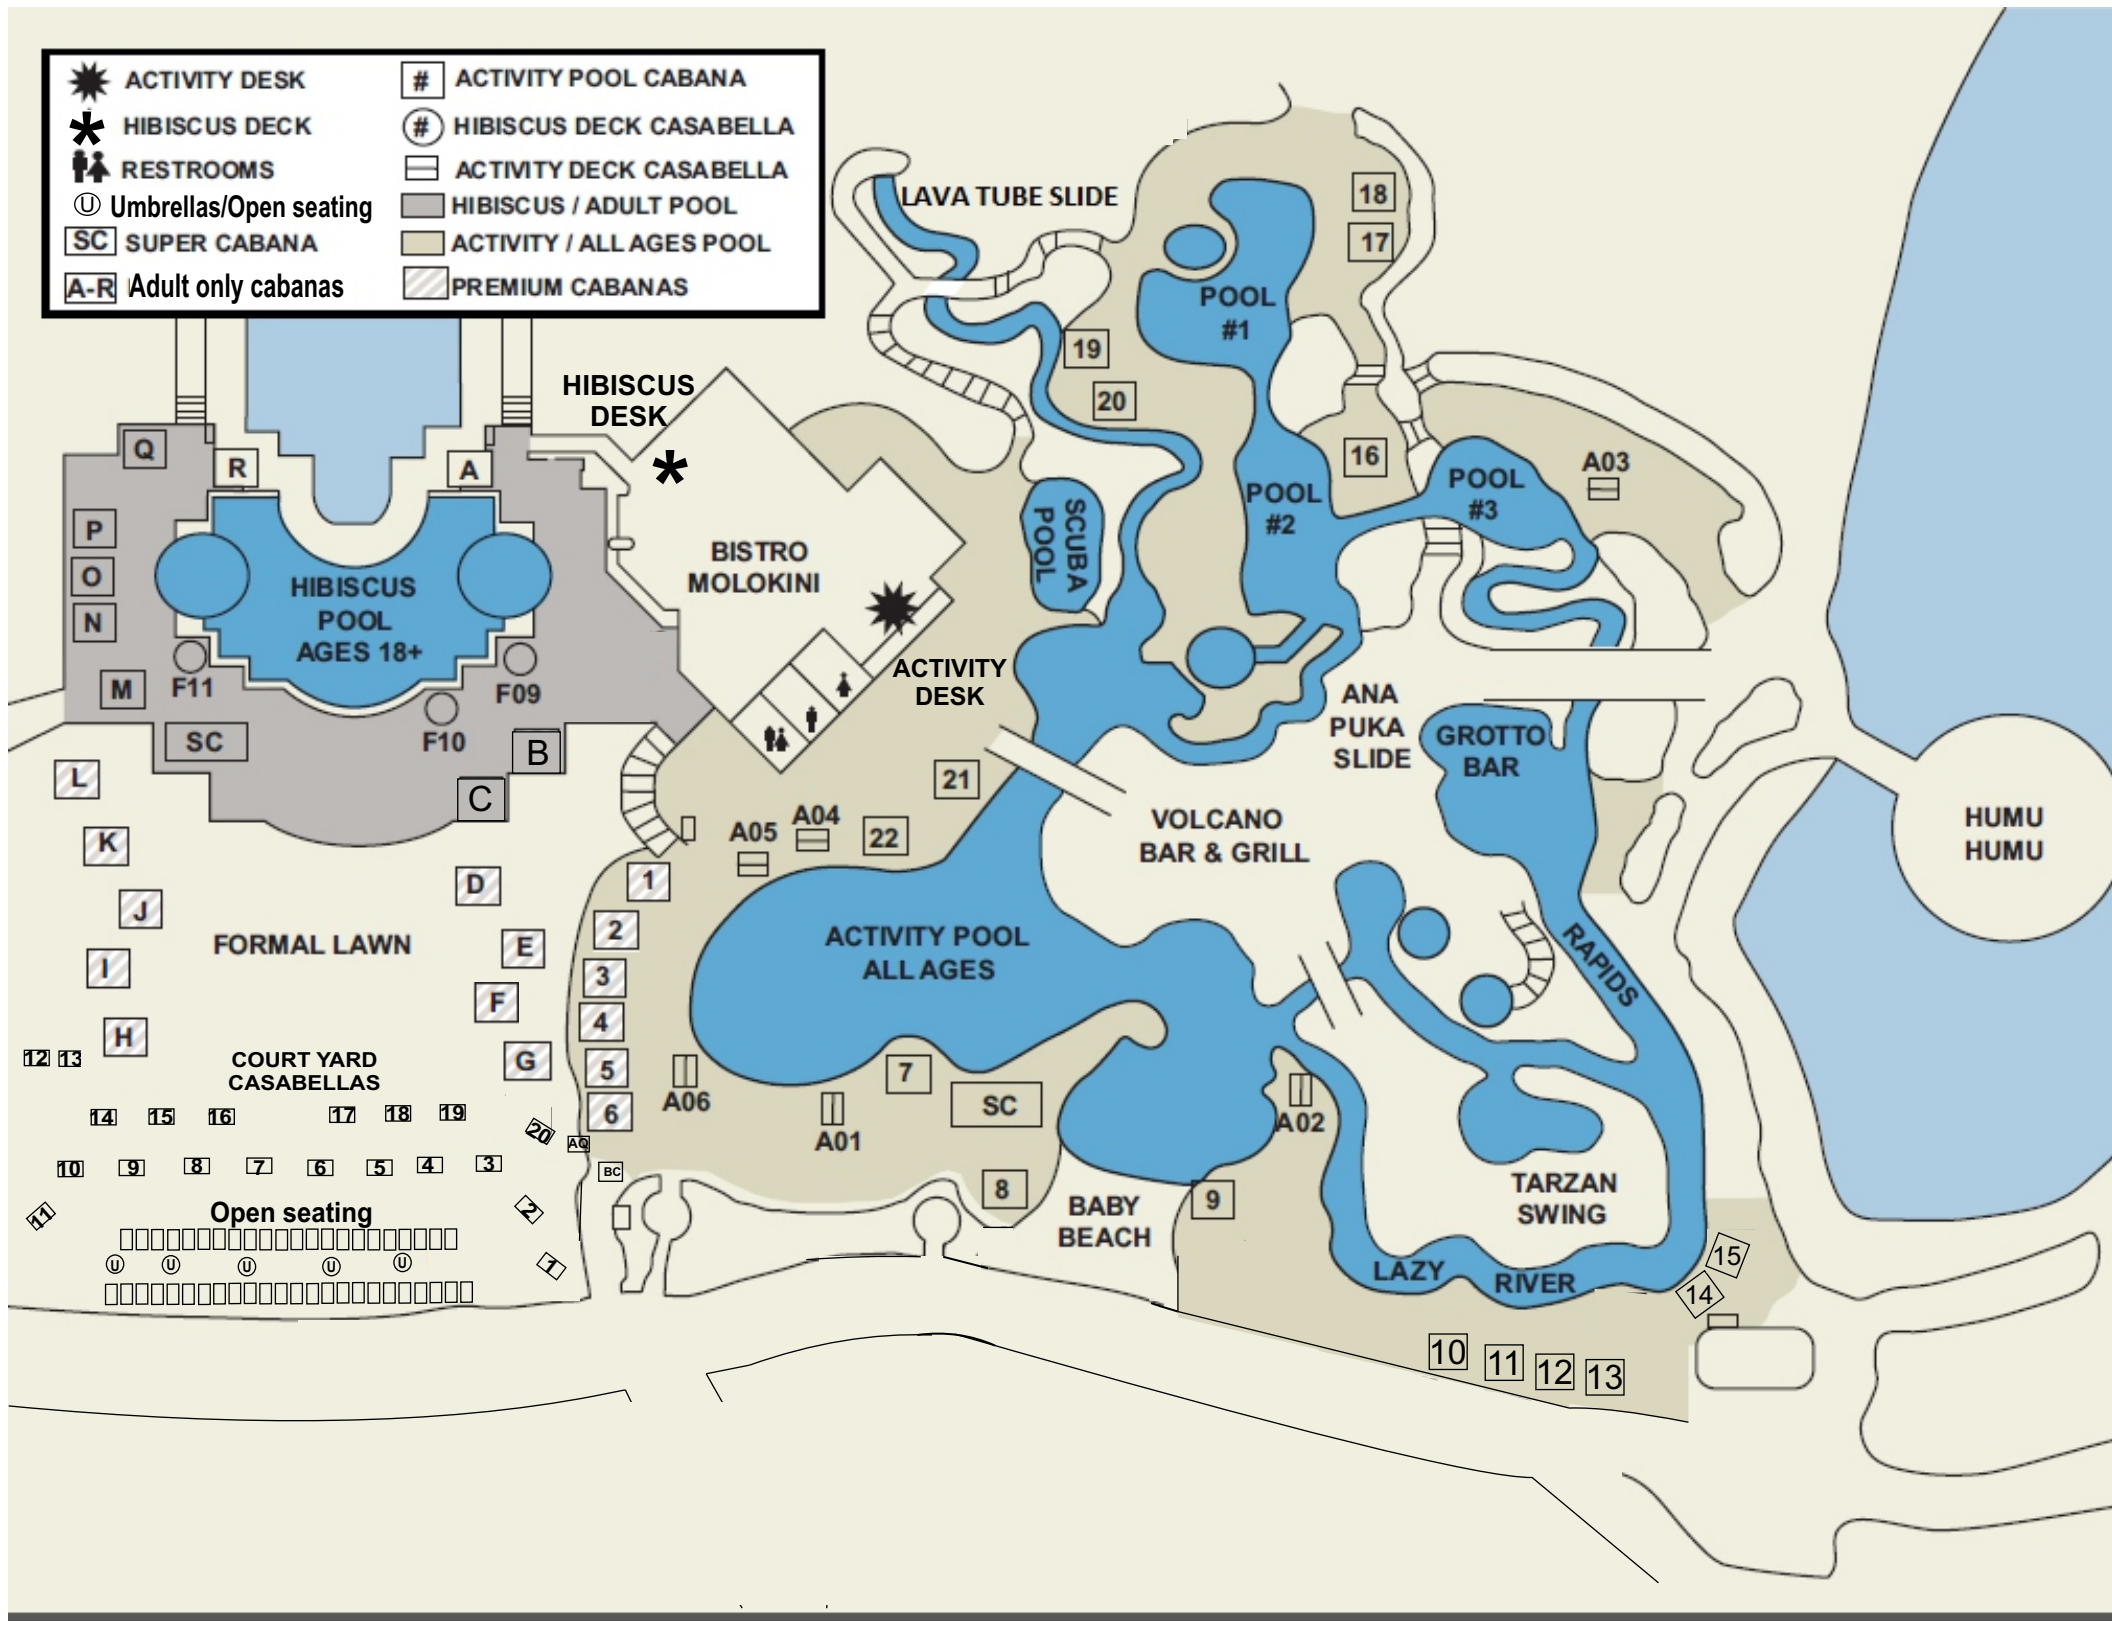 ACTIVITY DESK
# ACTIVITY POOL CABANA
HIBISCUS DECK
# HIBISCUS DECK CASABELLA
RESTROOMS
ACTIVITY DECK CASABELLA
U Umbrellas/Open seating
HIBISCUS / ADULT POOL
SC SUPER CABANA
ACTIVITY / ALL AGES POOL
A-R Adult only cabanas
PREMIUM CABANAS
LAVA TUBE SLIDE
18
17
POOL
#1
19
20
HIBISCUS
DESK
*
16
POOL
#2
POOL
#3
A03
SCUBA
POOL
Q
R
A
P
O
N
M
HIBISCUS
POOL
AGES 18+
F11
F09
F10
SC
B
C
BISTRO
MOLOKINI
ACTIVITY
DESK
ANA
PUKA
SLIDE
GROTTO
BAR
HUMU
HUMU
L
K
J
I
H
D
E
F
G
FORMAL LAWN
21
22
A04
A05
VOLCANO
BAR & GRILL
1
2
3
4
5
6
ACTIVITY POOL
ALL AGES
RAPIDS
7
SC
A06
A01
A02
8
9
BABY
BEACH
TARZAN
SWING
LAZY
RIVER
15
14
10
11
12
13
COURT YARD
CASABELLAS
12 13
14 15 16 17 18 19
20
AQ
BC
10 9 8 7 6 5 4 3
11
2
1
Open seating
U U U U U